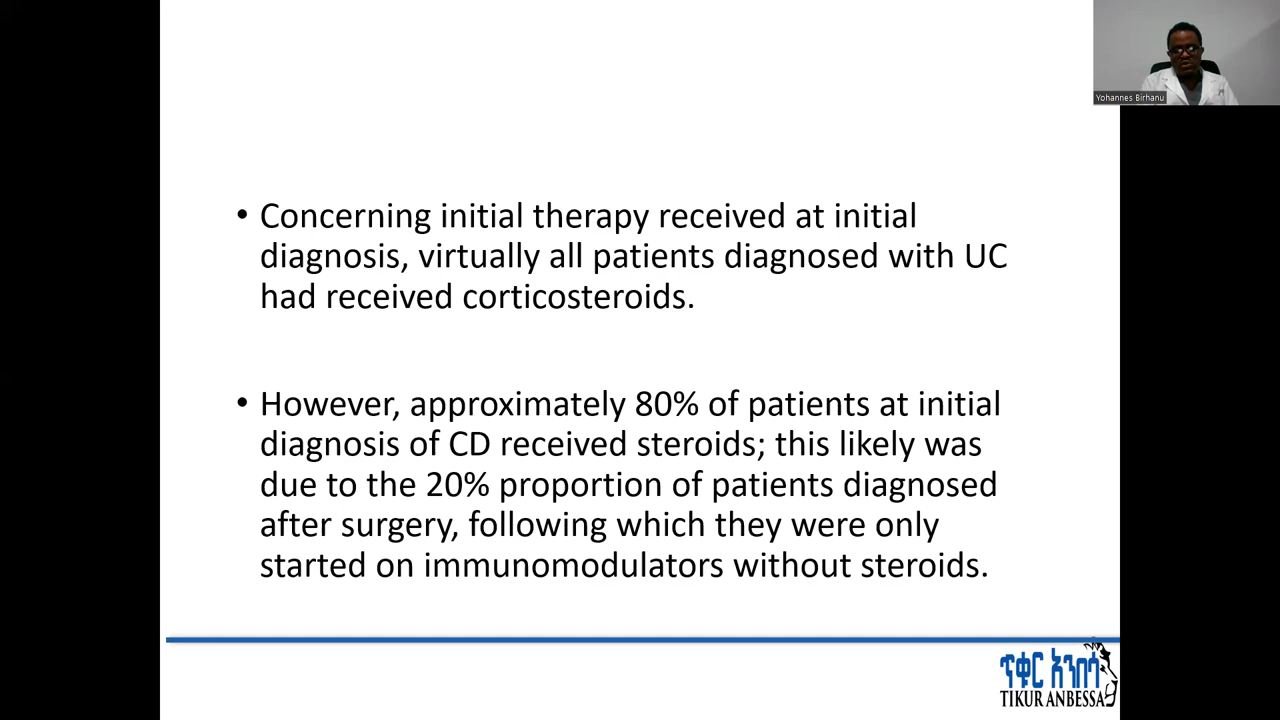 Yohannes Birhanu
• Concerning initial therapy received at initial
diagnosis, virtually all patients diagnosed with UC
had received corticosteroids.
• However, approximately 80% of patients at initial
diagnosis of CD received steroids; this likely was
due to the 20% proportion of patients diagnosed
after surgery, following which they were only
started on immunomodulators without steroids.
ጥቁር አንበሳ
TIKUR ANBESSA